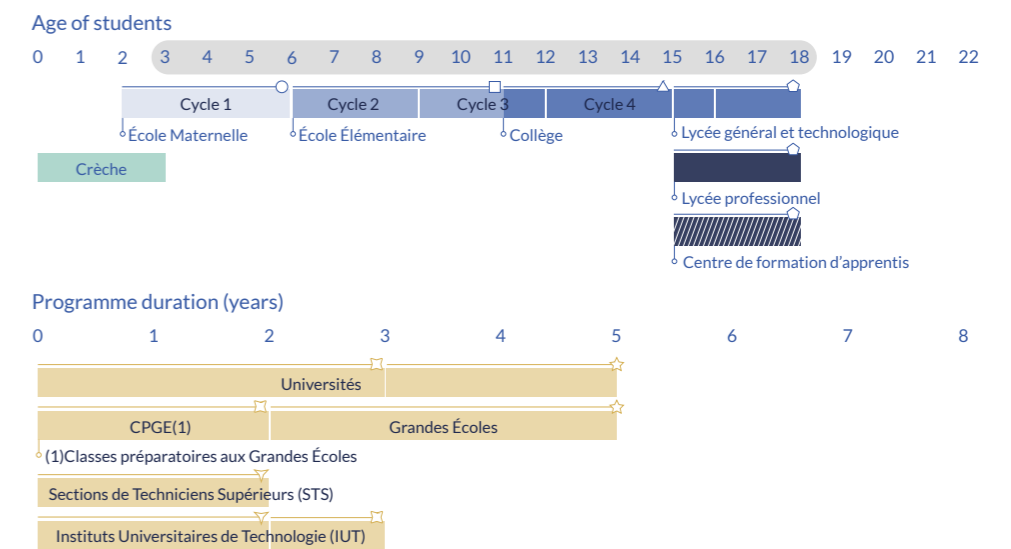 Age of students
0 1 2 3 4 5 6 7 8 9 10 11 12 13 14 15 16 17 18 19 20 21 22
Cycle 1 Cycle 2 Cycle 3 Cycle 4
École Maternelle École Élémentaire Collège Lycée général et technologique
Crèche
Lycée professionnel
Centre de formation d'apprentis
Programme duration (years)
0 1 2 3 4 5 6 7 8
Universités
CPGE(1) Grandes Écoles
(1)Classes préparatoires aux Grandes Écoles
Sections de Techniciens Supérieurs (STS)
Instituts Universitaires de Technologie (IUT)